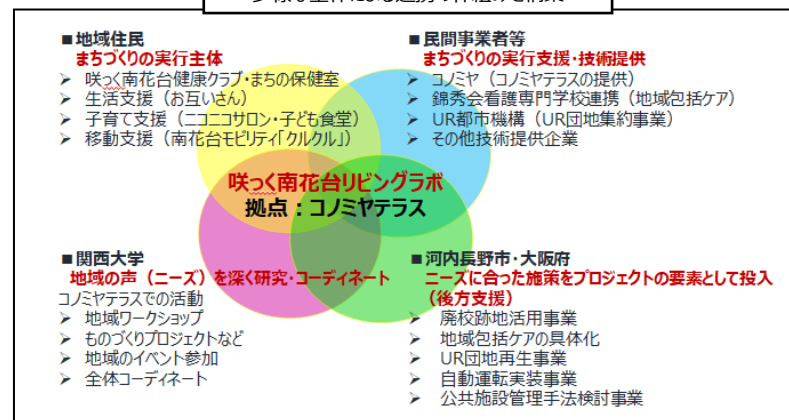 ■地域住民
まちづくりの実行主体
➢ 咲っく南花台健康クラブ・まちの保健室
➢ 生活支援（お互いさん）
➢ 子育て支援（ニコニコサロン・子ども食堂）
➢ 移動支援（南花台モビリティ「クルクル」）
■民間事業者等
まちづくりの実行支援・技術提供
➢ コノミヤ（コノミヤテラスの提供）
➢ 錦秀会看護専門学校連携（地域包括ケア）
➢ UR都市機構（UR団地集約事業）
➢ その他技術提供企業
咲っく南花台リビングラボ
拠点：コノミヤテラス
■関西大学
地域の声（ニーズ）を深く研究・コーディネート
コノミヤテラスでの活動
➢ 地域ワークショップ
➢ ものづくりプロジェクトなど
➢ 地域のイベント参加
➢ 全体コーディネート
■河内長野市・大阪府
ニーズに合った施策をプロジェクトの要素として投入
（後方支援）
➢ 廃校跡地活用事業
➢ 地域包括ケアの具体化
➢ UR団地再生事業
➢ 自動運転実装事業
➢ 公共施設管理手法検討事業